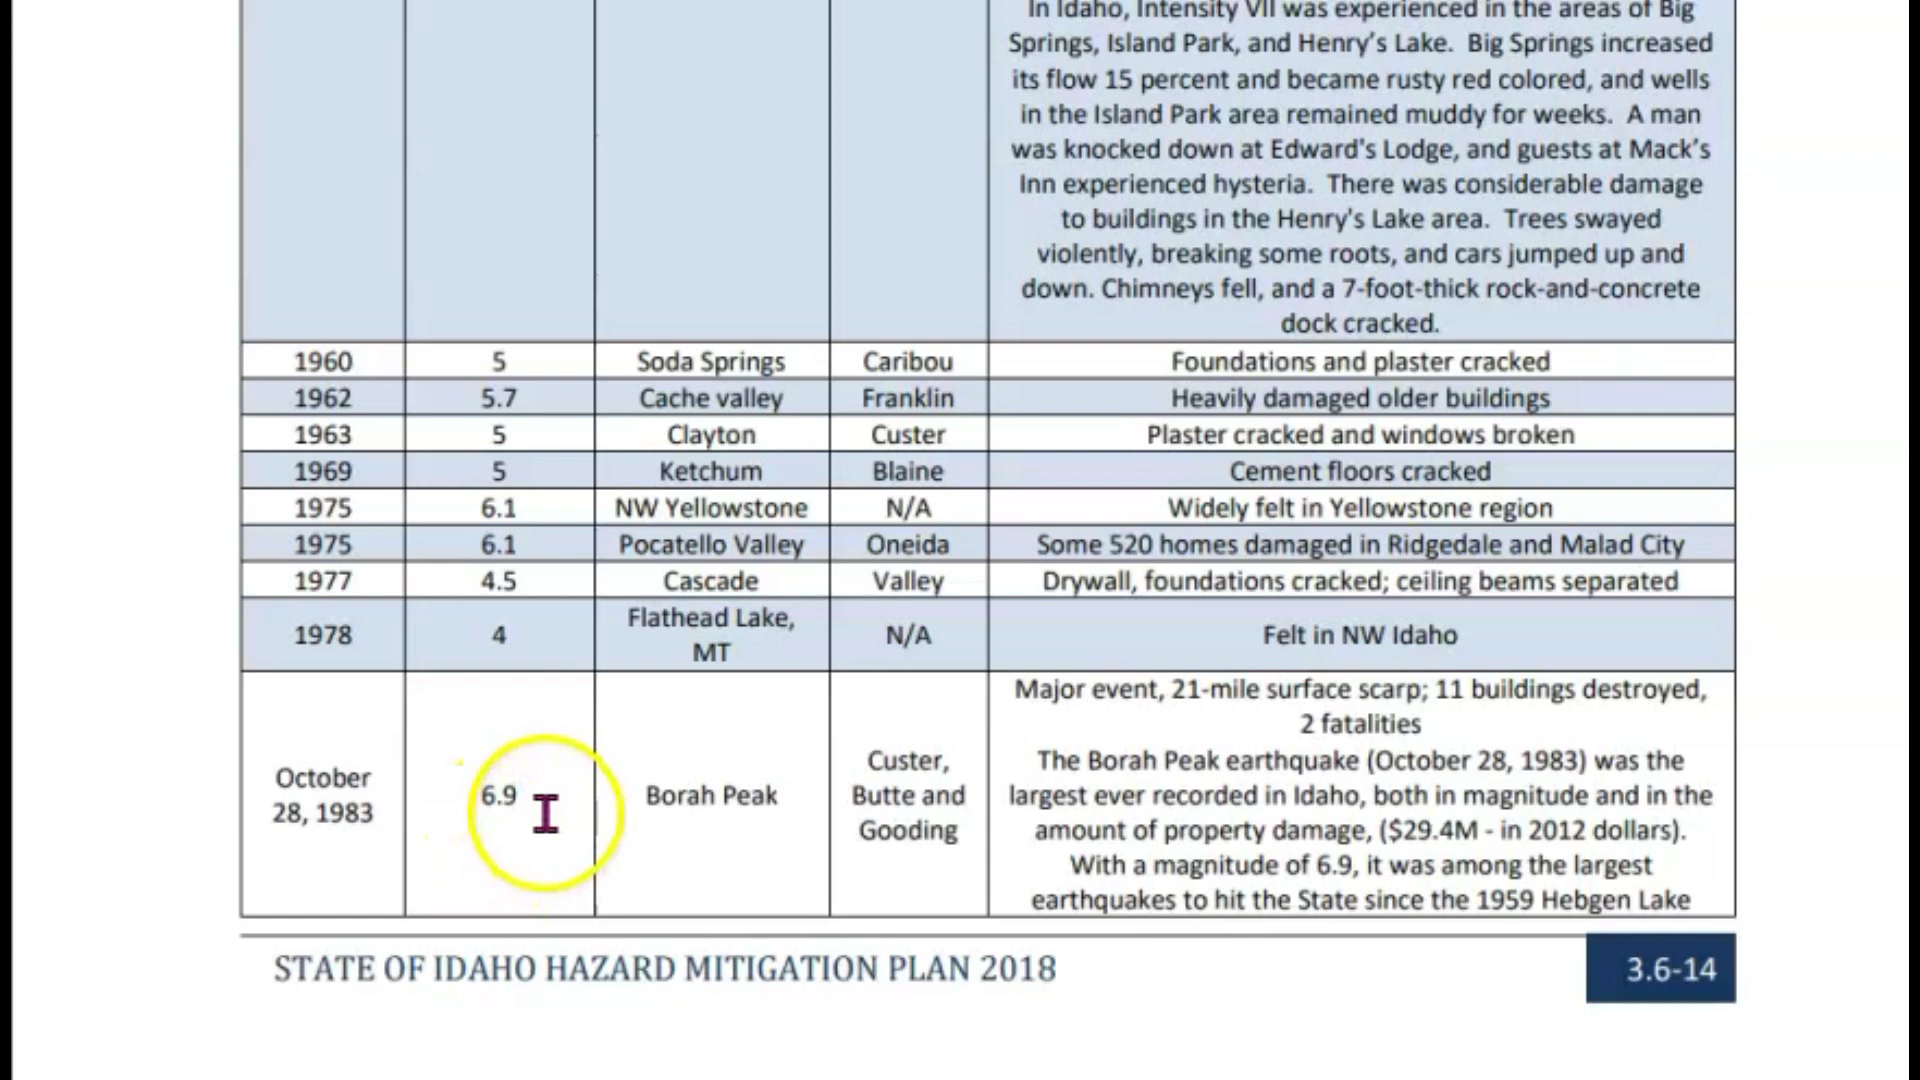 In Idaho, Intensity VII was experienced in the areas of Big
Springs, Island Park, and Henry’s Lake.  Big Springs increased
its flow 15 percent and became rusty red colored, and wells
in the Island Park area remained muddy for weeks.  A man
was knocked down at Edward's Lodge, and guests at Mack’s
Inn experienced hysteria.  There was considerable damage
to buildings in the Henry's Lake area.  Trees swayed
violently, breaking some roots, and cars jumped up and
down. Chimneys fell, and a 7-foot-thick rock-and-concrete
dock cracked.
1960 5 Soda Springs Caribou Foundations and plaster cracked
1962 5.7 Cache valley Franklin Heavily damaged older buildings
1963 5 Clayton Custer Plaster cracked and windows broken
1969 5 Ketchum Blaine Cement floors cracked
1975 6.1 NW Yellowstone N/A Widely felt in Yellowstone region
1975 6.1 Pocatello Valley Oneida Some 520 homes damaged in Ridgedale and Malad City
1977 4.5 Cascade Valley Drywall, foundations cracked; ceiling beams separated
1978 4 Flathead Lake,
MT N/A Felt in NW Idaho
October
28, 1983
6.9
Borah Peak
Custer,
Butte and
Gooding
Major event, 21-mile surface scarp; 11 buildings destroyed,
2 fatalities
The Borah Peak earthquake (October 28, 1983) was the
largest ever recorded in Idaho, both in magnitude and in the
amount of property damage, ($29.4M - in 2012 dollars).
With a magnitude of 6.9, it was among the largest
earthquakes to hit the State since the 1959 Hebgen Lake
STATE OF IDAHO HAZARD MITIGATION PLAN 2018
3.6-14